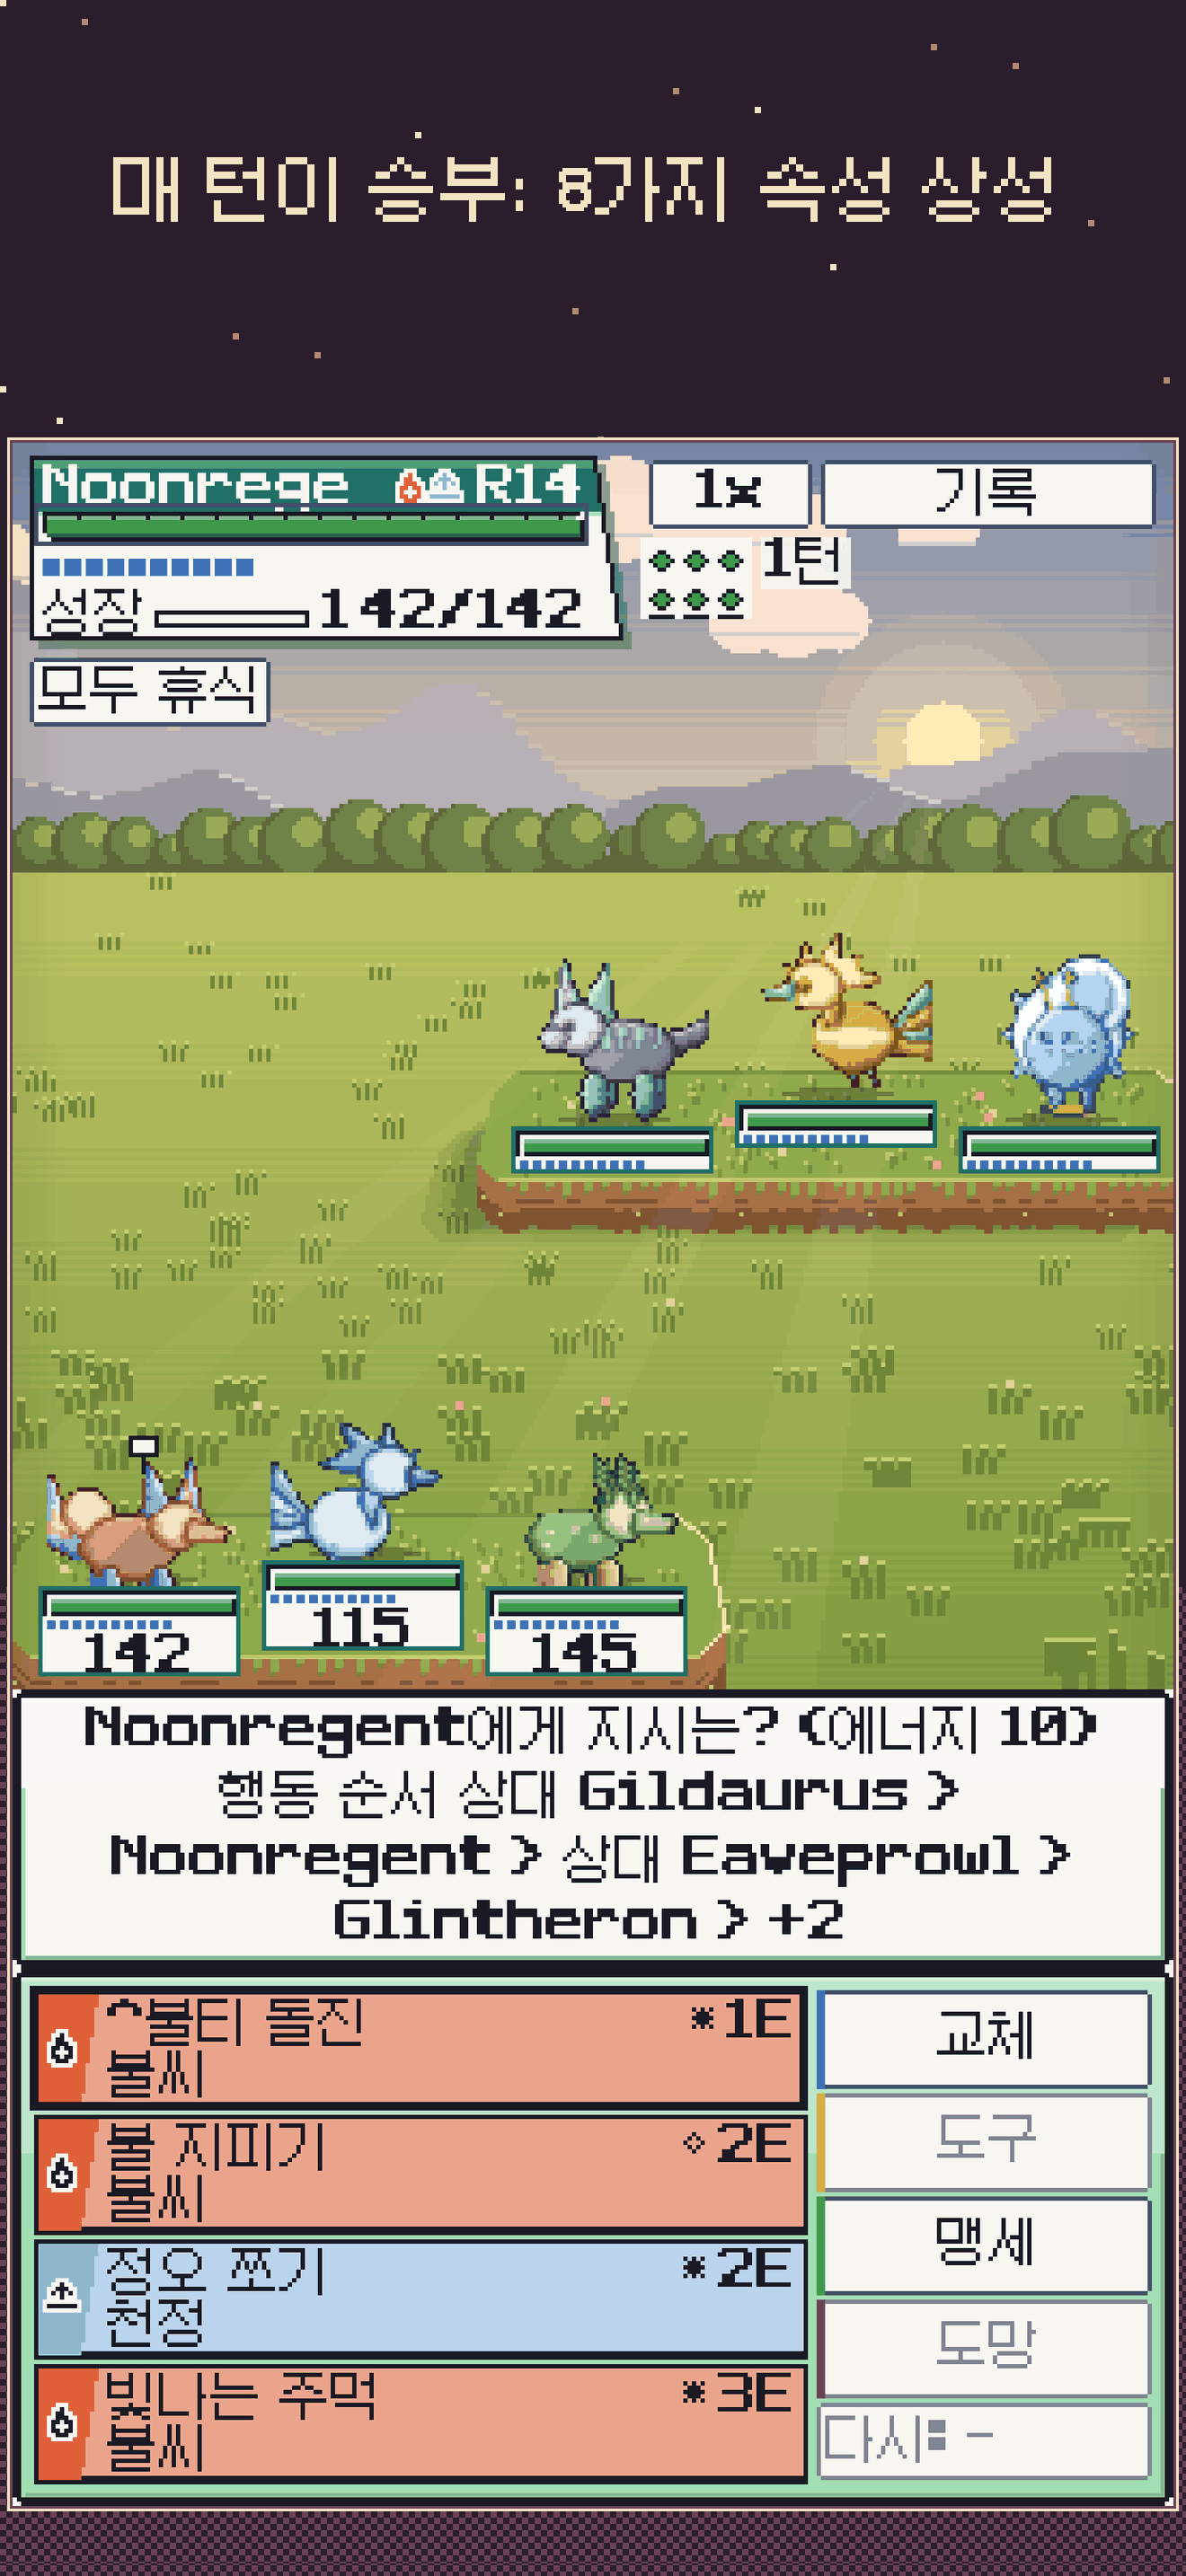 매 턴이 승부: 8가지 속성 상성
Noonrege R14
1x
기록
1턴
성장 142/142
모두 휴식
142
115
145
Noonregent에게 지시는? (에너지 10)
행동 순서 상대 Gildaurus >
Noonregent > 상대 Eaveprowl >
Glintheron > +2
^불티 돌진 *1E
불씨
불 지피기 ◇2E
불씨
정오 쪼기 *2E
천정
빛나는 주먹 *3E
불씨
교체
도구
맹세
도망
다시: -